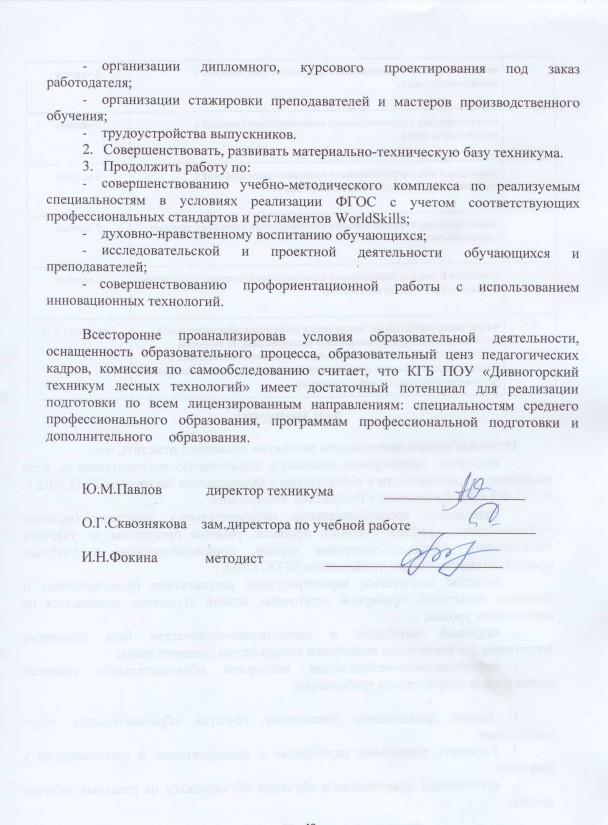 - организации дипломного, курсового проектирования под заказ
работодателя;
- организации стажировки преподавателей и мастеров производственного
обучения;
- трудоустройства выпускников.
2. Совершенствовать, развивать материально-техническую базу техникума.
3. Продолжить работу по:
- совершенствованию учебно-методического комплекса по реализуемым
специальностям в условиях реализации ФГОС с учетом соответствующих
профессиональных стандартов и регламентов WorldSkills;
- духовно-нравственному воспитанию обучающихся;
- исследовательской и проектной деятельности обучающихся и
преподавателей;
- совершенствованию профориентационной работы с использованием
инновационных технологий.
Всесторонне проанализировав условия образовательной деятельности,
оснащенность образовательного процесса, образовательный ценз педагогических
кадров, комиссия по самообследованию считает, что КГБ ПОУ «Дивногорский
техникум лесных технологий» имеет достаточный потенциал для реализации
подготовки по всем лицензированным направлениям: специальностям среднего
профессионального образования, программам профессиональной подготовки и
дополнительного образования.
Ю.М.Павлов директор техникума
О.Г.Сквознякова зам.директора по учебной работе
И.Н.Фокина методист